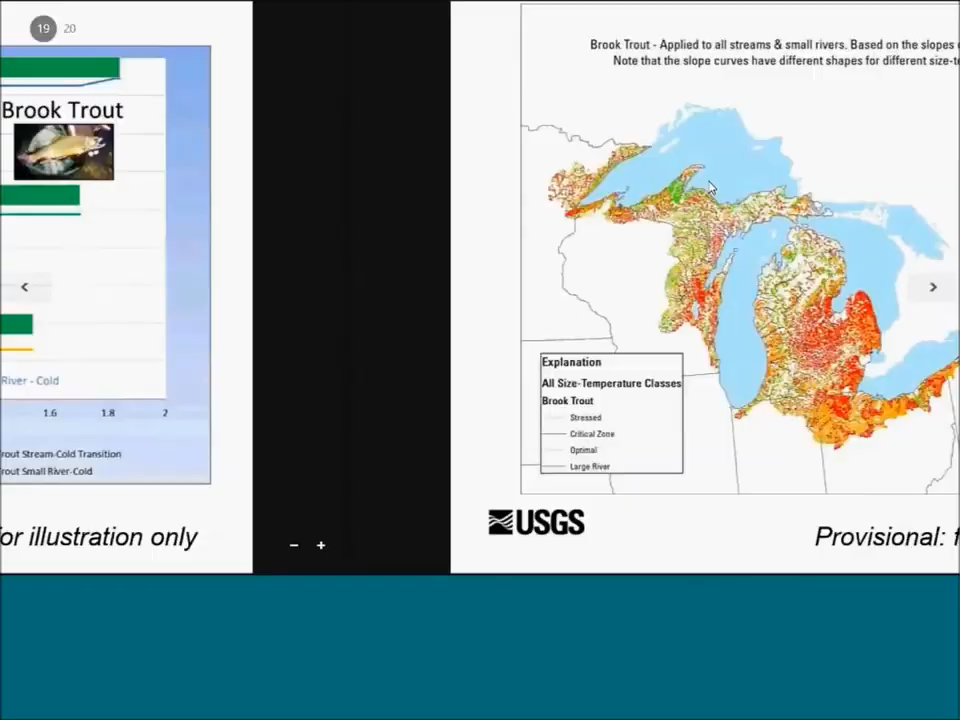 19 20
Brook Trout
River - Cold
1.6 1.8 2
rout Stream-Cold Transition
rout Small River-Cold
or illustration only
Brook Trout - Applied to all streams & small rivers. Based on the slopes
Note that the slope curves have different shapes for different size-te
Explanation
All Size-Temperature Classes
Brook Trout
Stressed
Critical Zone
Optimal
Large River
USGS
Provisional: f